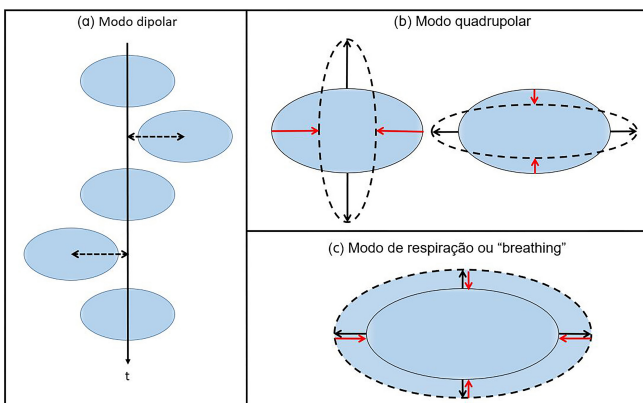 (a) Modo dipolar
t
(b) Modo quadrupolar
(c) Modo de respiração ou “breathing”